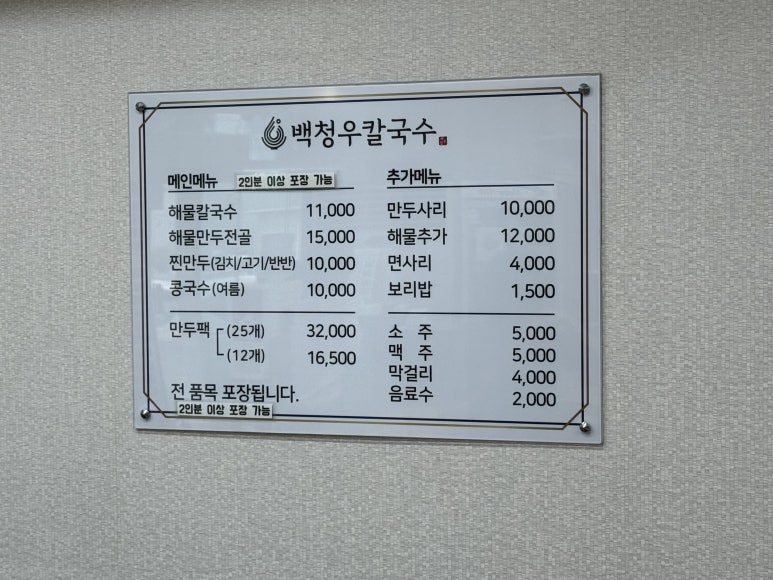 백청우칼국수
메인메뉴 2인분 이상 포장 가능
해물칼국수 11,000
해물만두전골 15,000
찐만두(김치/고기/반반) 10,000
콩국수(여름) 10,000
만두팩 (25개) 32,000
(12개) 16,500
전 품목 포장됩니다.
2인분 이상 포장 가능
추가메뉴
만두사리 10,000
해물추가 12,000
면사리 4,000
보리밥 1,500
소 주 5,000
맥 주 5,000
막걸리 4,000
음료수 2,000